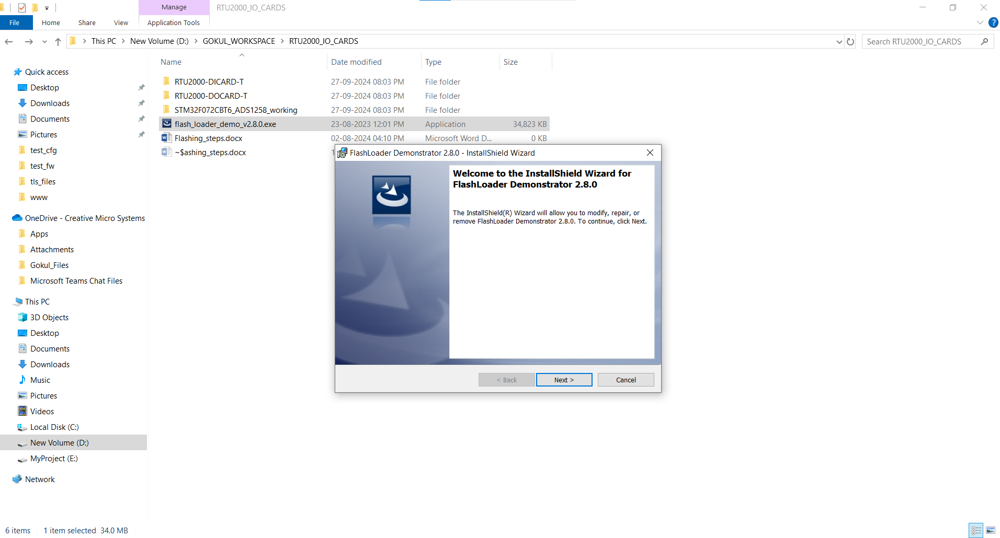 Manage
RTU2000_IO_CARDS
File
Home
Share
View
Application Tools
This PC
New Volume (D:)
GOKUL_WORKSPACE
RTU2000_IO_CARDS
Search RTU2000_IO_CARDS
Name
Date modified
Type
Size
Quick access
Desktop
Downloads
Documents
Pictures
test_cfg
test_fw
tls_files
www
OneDrive - Creative Micro Systems
Apps
Attachments
Gokul_Files
Microsoft Teams Chat Files
This PC
3D Objects
Desktop
Documents
Downloads
Music
Pictures
Videos
Local Disk (C:)
New Volume (D:)
MyProject (E:)
Network
RTU2000-DICARD-T 27-09-2024 08:03 PM File folder
RTU2000-DOCARD-T 27-09-2024 08:03 PM File folder
STM32F072CBT6_ADS1258_working 27-09-2024 08:03 PM File folder
flash_loader_demo_v2.8.0.exe 23-08-2023 12:01 PM Application 34,823 KB
Flashing_steps.docx 02-08-2024 04:10 PM Microsoft Word D... 0 KB
~$ashing_steps.docx 1
FlashLoader Demonstrator 2.8.0 - InstallShield Wizard
Welcome to the InstallShield Wizard for
FlashLoader Demonstrator 2.8.0
The InstallShield(R) Wizard will allow you to modify, repair, or
remove FlashLoader Demonstrator 2.8.0. To continue, click Next.
< Back
Next >
Cancel
6 items
1 item selected 34.0 MB